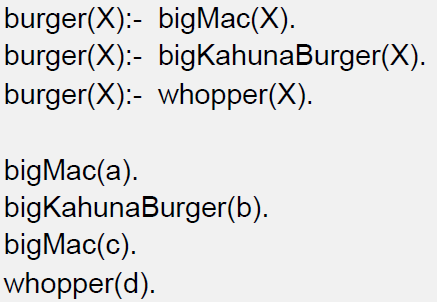 burger(X):- bigMac(X).
burger(X):- bigKahunaBurger(X).
burger(X):- whopper(X).
bigMac(a).
bigKahunaBurger(b).
bigMac(c).
whopper(d).